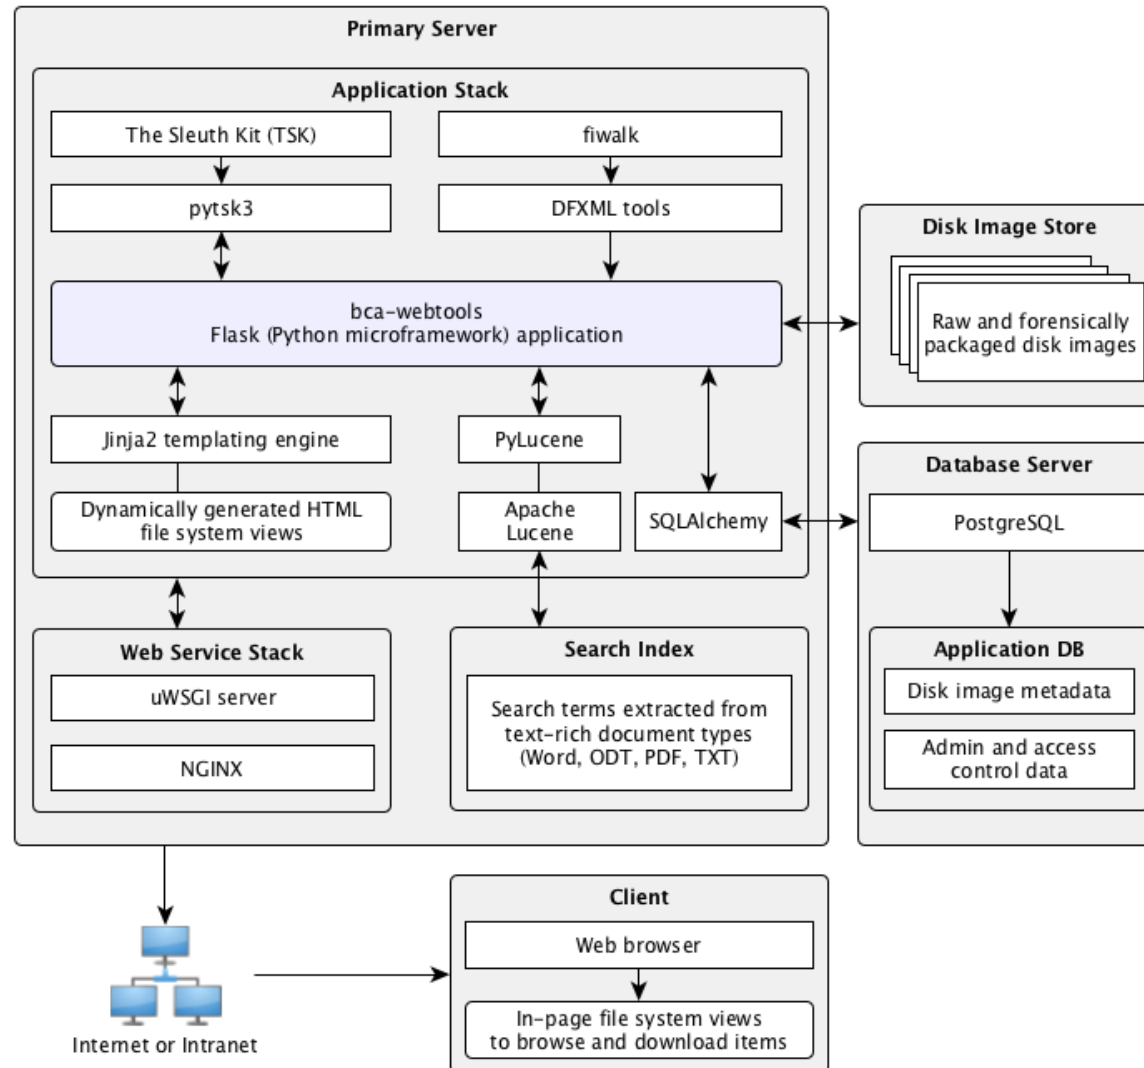 Primary Server
Application Stack
The Sleuth Kit (TSK)
fiwalk
pytsk3
DFXML tools
bca-webtools
Flask (Python microframework) application
Jinja2 templating engine
PyLucene
Dynamically generated HTML
file system views
Apache
Lucene
SQLAlchemy
Web Service Stack
uWSGI server
NGINX
Search Index
Search terms extracted from
text-rich document types
(Word, ODT, PDF, TXT)
Disk Image Store
Raw and forensically
packaged disk images
Database Server
PostgreSQL
Application DB
Disk image metadata
Admin and access
control data
Internet or Intranet
Client
Web browser
In-page file system views
to browse and download items